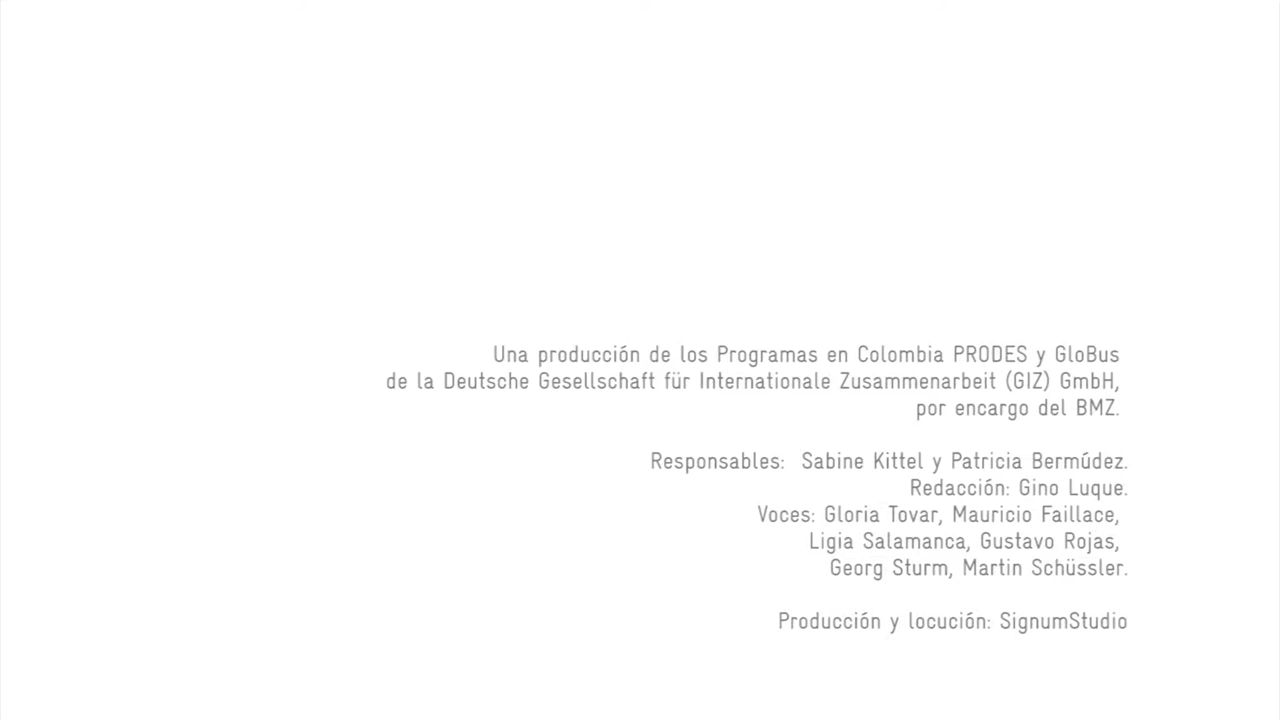 Una producción de los Programas en Colombia PRODES y GloBus
de la Deutsche Gesellschaft für Internationale Zusammenarbeit (GIZ) GmbH,
por encargo del BMZ.
Responsables: Sabine Kittel y Patricia Bermúdez.
Redacción: Gino Luque.
Voces: Gloria Tovar, Mauricio Faillace,
Ligia Salamanca, Gustavo Rojas,
Georg Sturm, Martin Schüssler.
Producción y locución: SignumStudio